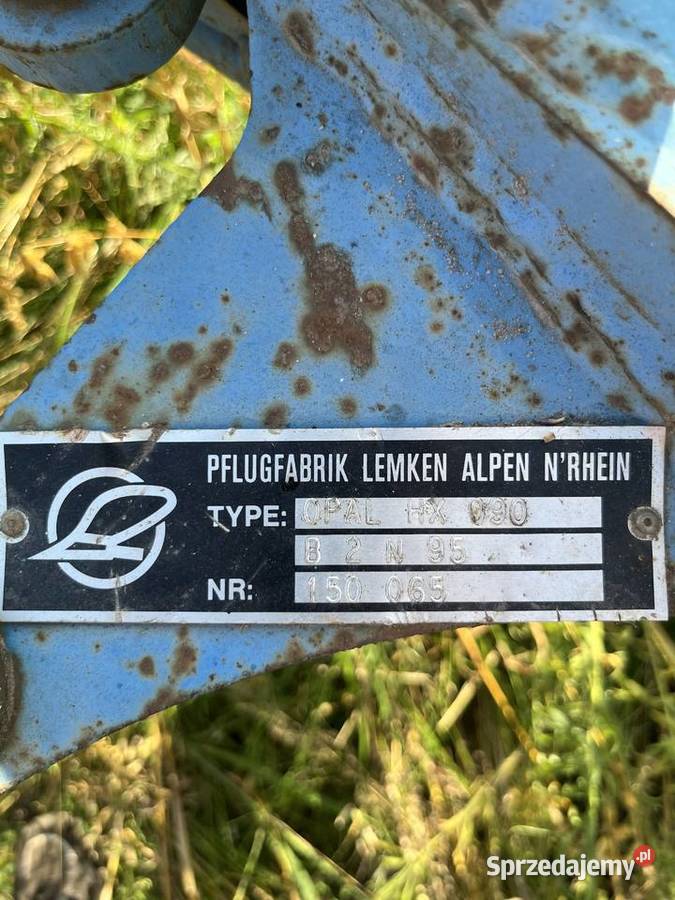 PFLUGFABRIK LEMKEN ALPEN N'RHEIN
TYPE: OPAL HX 090
B 2 N 95
NR: 150 065
Sprzedajemy.pl